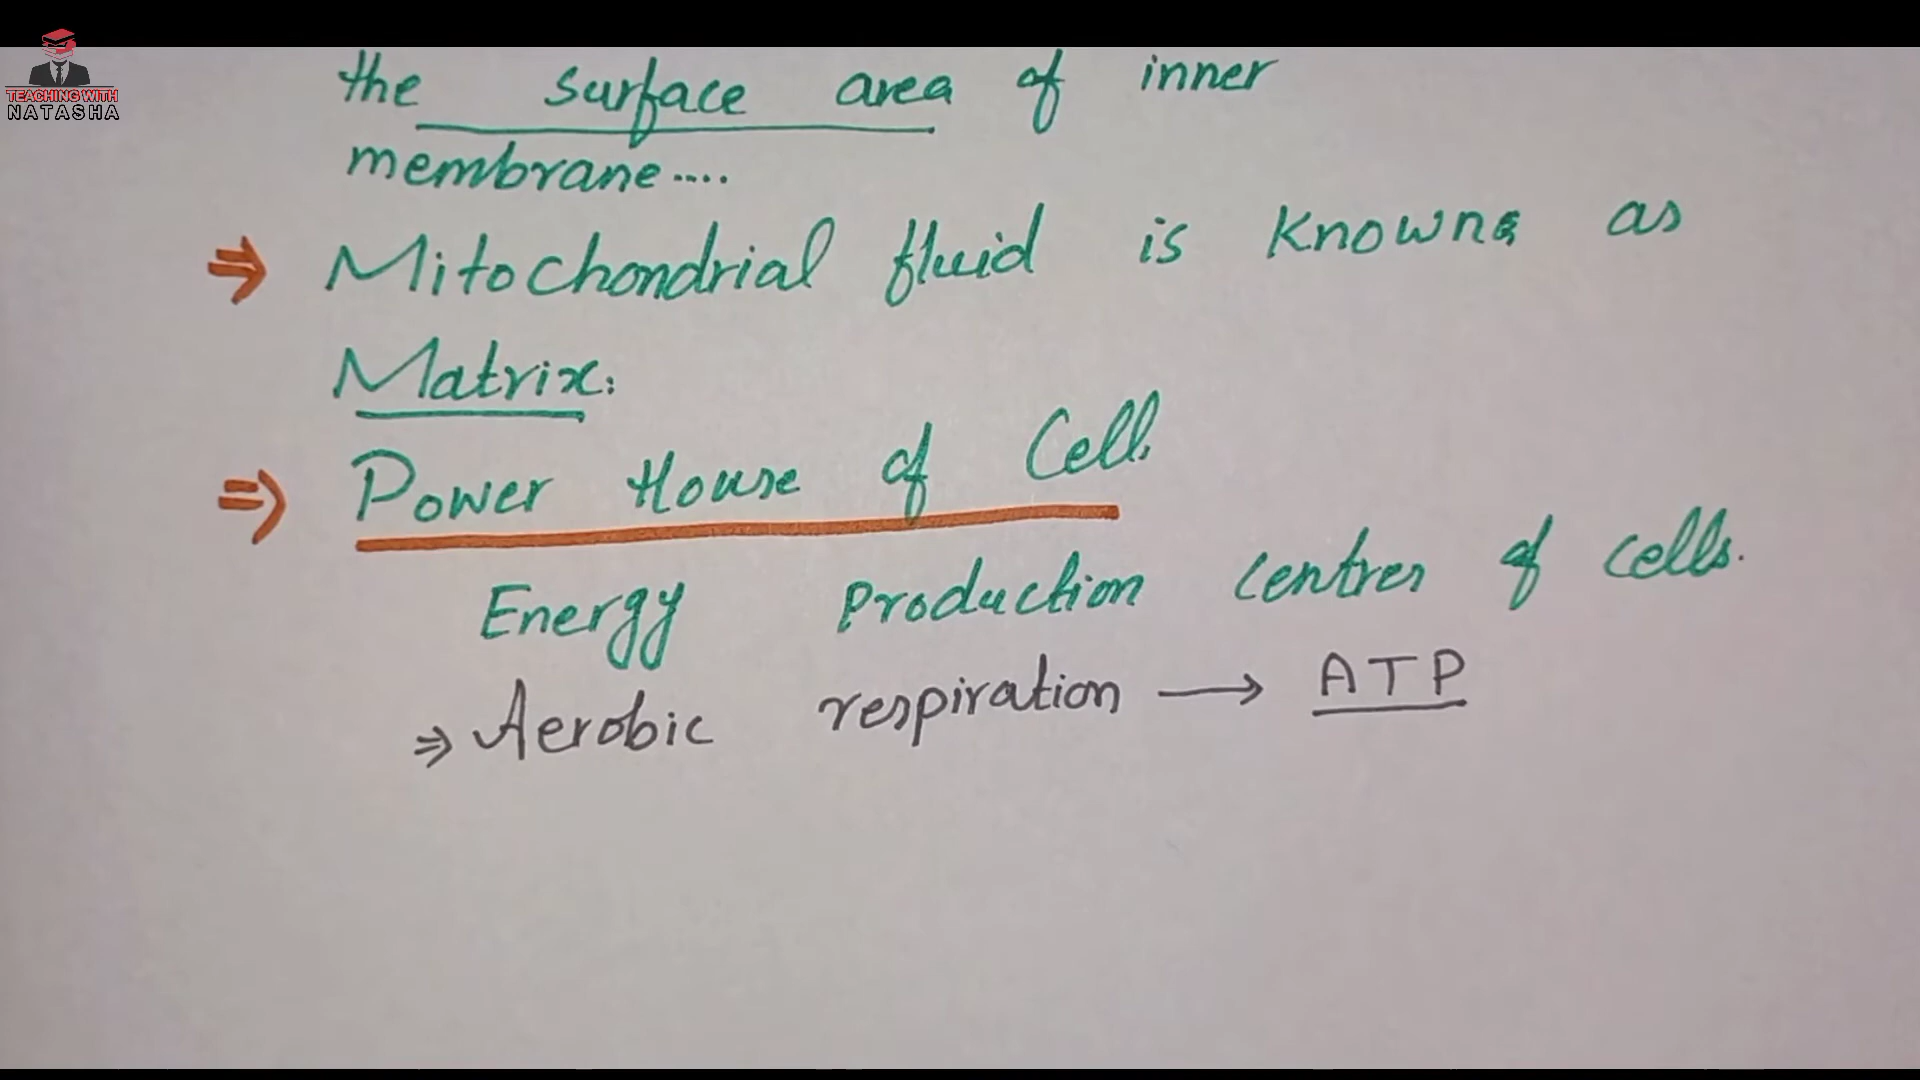 TEACHING WITH
NATASHA
the surface area of inner
membrane....
⇒ Mitochondrial fluid is knowns as
Matrix:
⇒ Power House of Cell.
Energy Production centres of cells.
⇒ Aerobic respiration → ATP